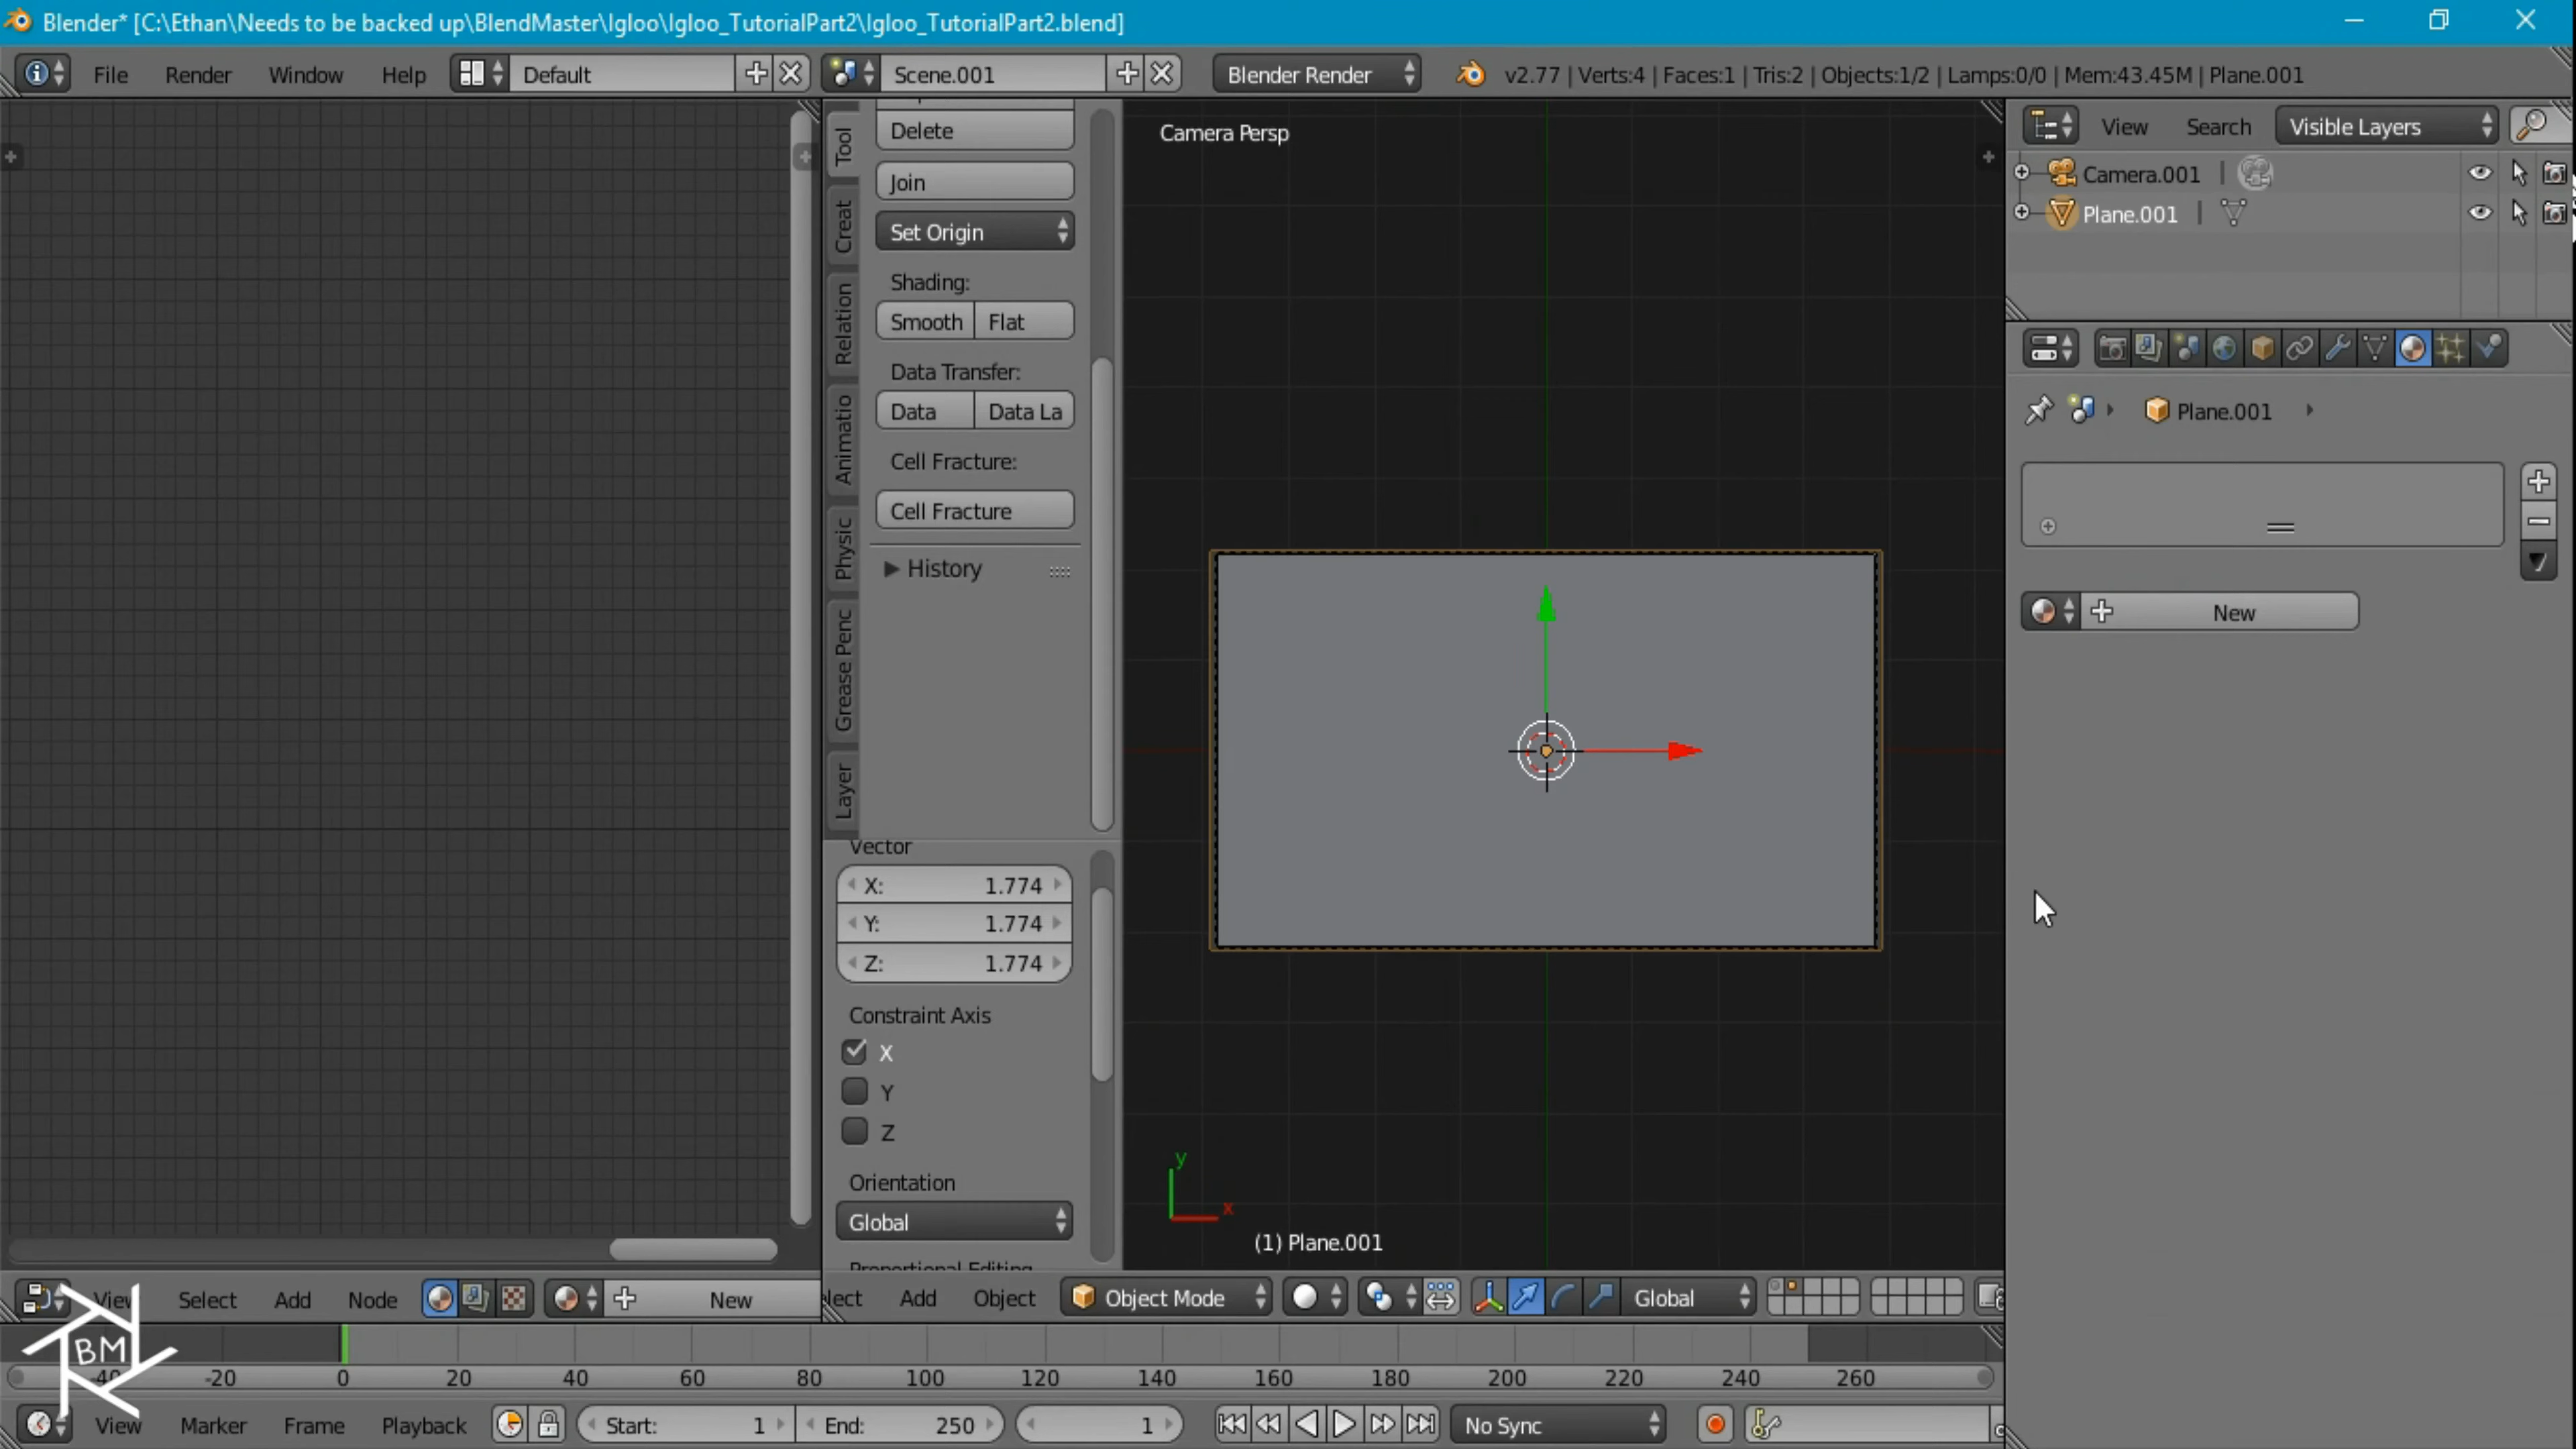 Blender* [C:\Ethan\Needs to be backed up\BlendMaster\Igloo\Igloo_TutorialPart2\Igloo_TutorialPart2.blend]
File Render Window Help Default Scene.001 Blender Render v2.77 | Verts:4 | Faces:1 | Tris:2 | Objects:1/2 | Lamps:0/0 | Mem:43.45M | Plane.001
Tool
Creat
Relation
Animatio
Physic
Grease Penc
Layer
Delete
Join
Set Origin
Shading:
Smooth Flat
Data Transfer:
Data Data La
Cell Fracture:
Cell Fracture
History
Vector
X: 1.774
Y: 1.774
Z: 1.774
Constraint Axis
X
Y
Z
Orientation
Global
Proportional Editing
Camera Persp
y
x
(1) Plane.001
View Search Visible Layers
Camera.001
Plane.001
Plane.001
New
View Select Add Node New
lect Add Object Object Mode Global
-40 -20 0 20 40 60 80 100 120 140 160 180 200 220 240 260
View Marker Frame Playback Start: 1 End: 250 1 No Sync
BM